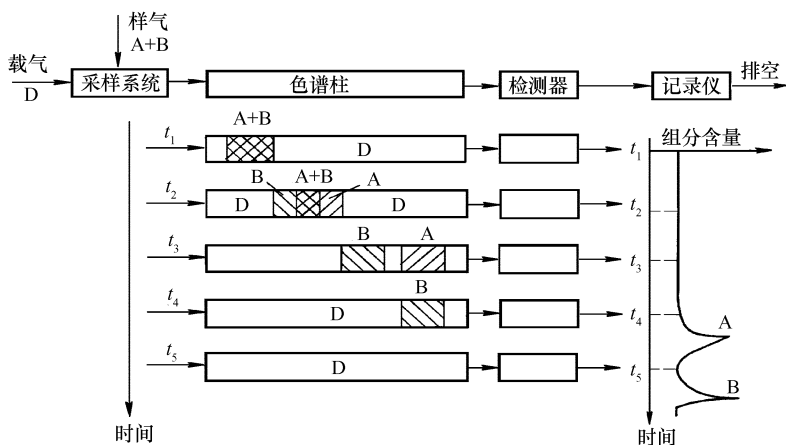 样气
A+B
载气
D
采样系统
色谱柱
检测器
记录仪
排空
A+B
t₁
D
t₁
组分含量
B
A+B
A
t₂
D
D
t₂
B
A
t₃
t₃
B
t₄
D
t₄
A
t₅
D
t₅
B
时间
时间